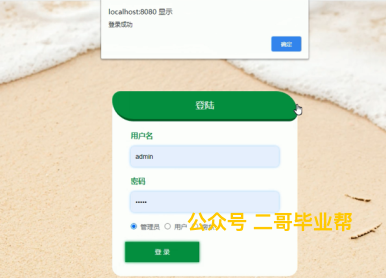 localhost:8080 显示
登录成功
确定
登陆
用户名
admin
密码
•••••
管理员 用户
公众号 二哥毕业帮
登 录